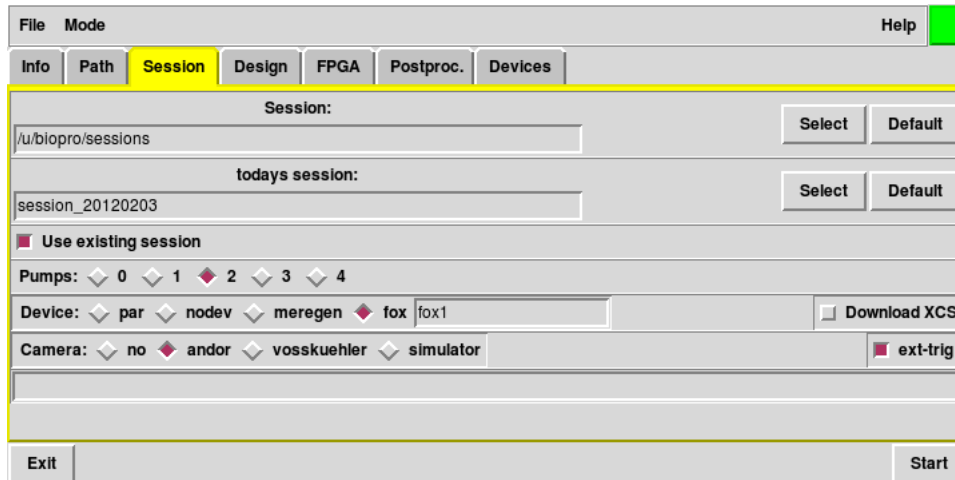 File Mode Help
Info Path Session Design FPGA Postproc. Devices
Session:
/u/biopro/sessions Select Default
todays session:
session_20120203 Select Default
Use existing session
Pumps: 0 1 2 3 4
Device: par nodev meregen fox fox1 Download XCS
Camera: no andor vosskuehler simulator ext-trig
Exit Start